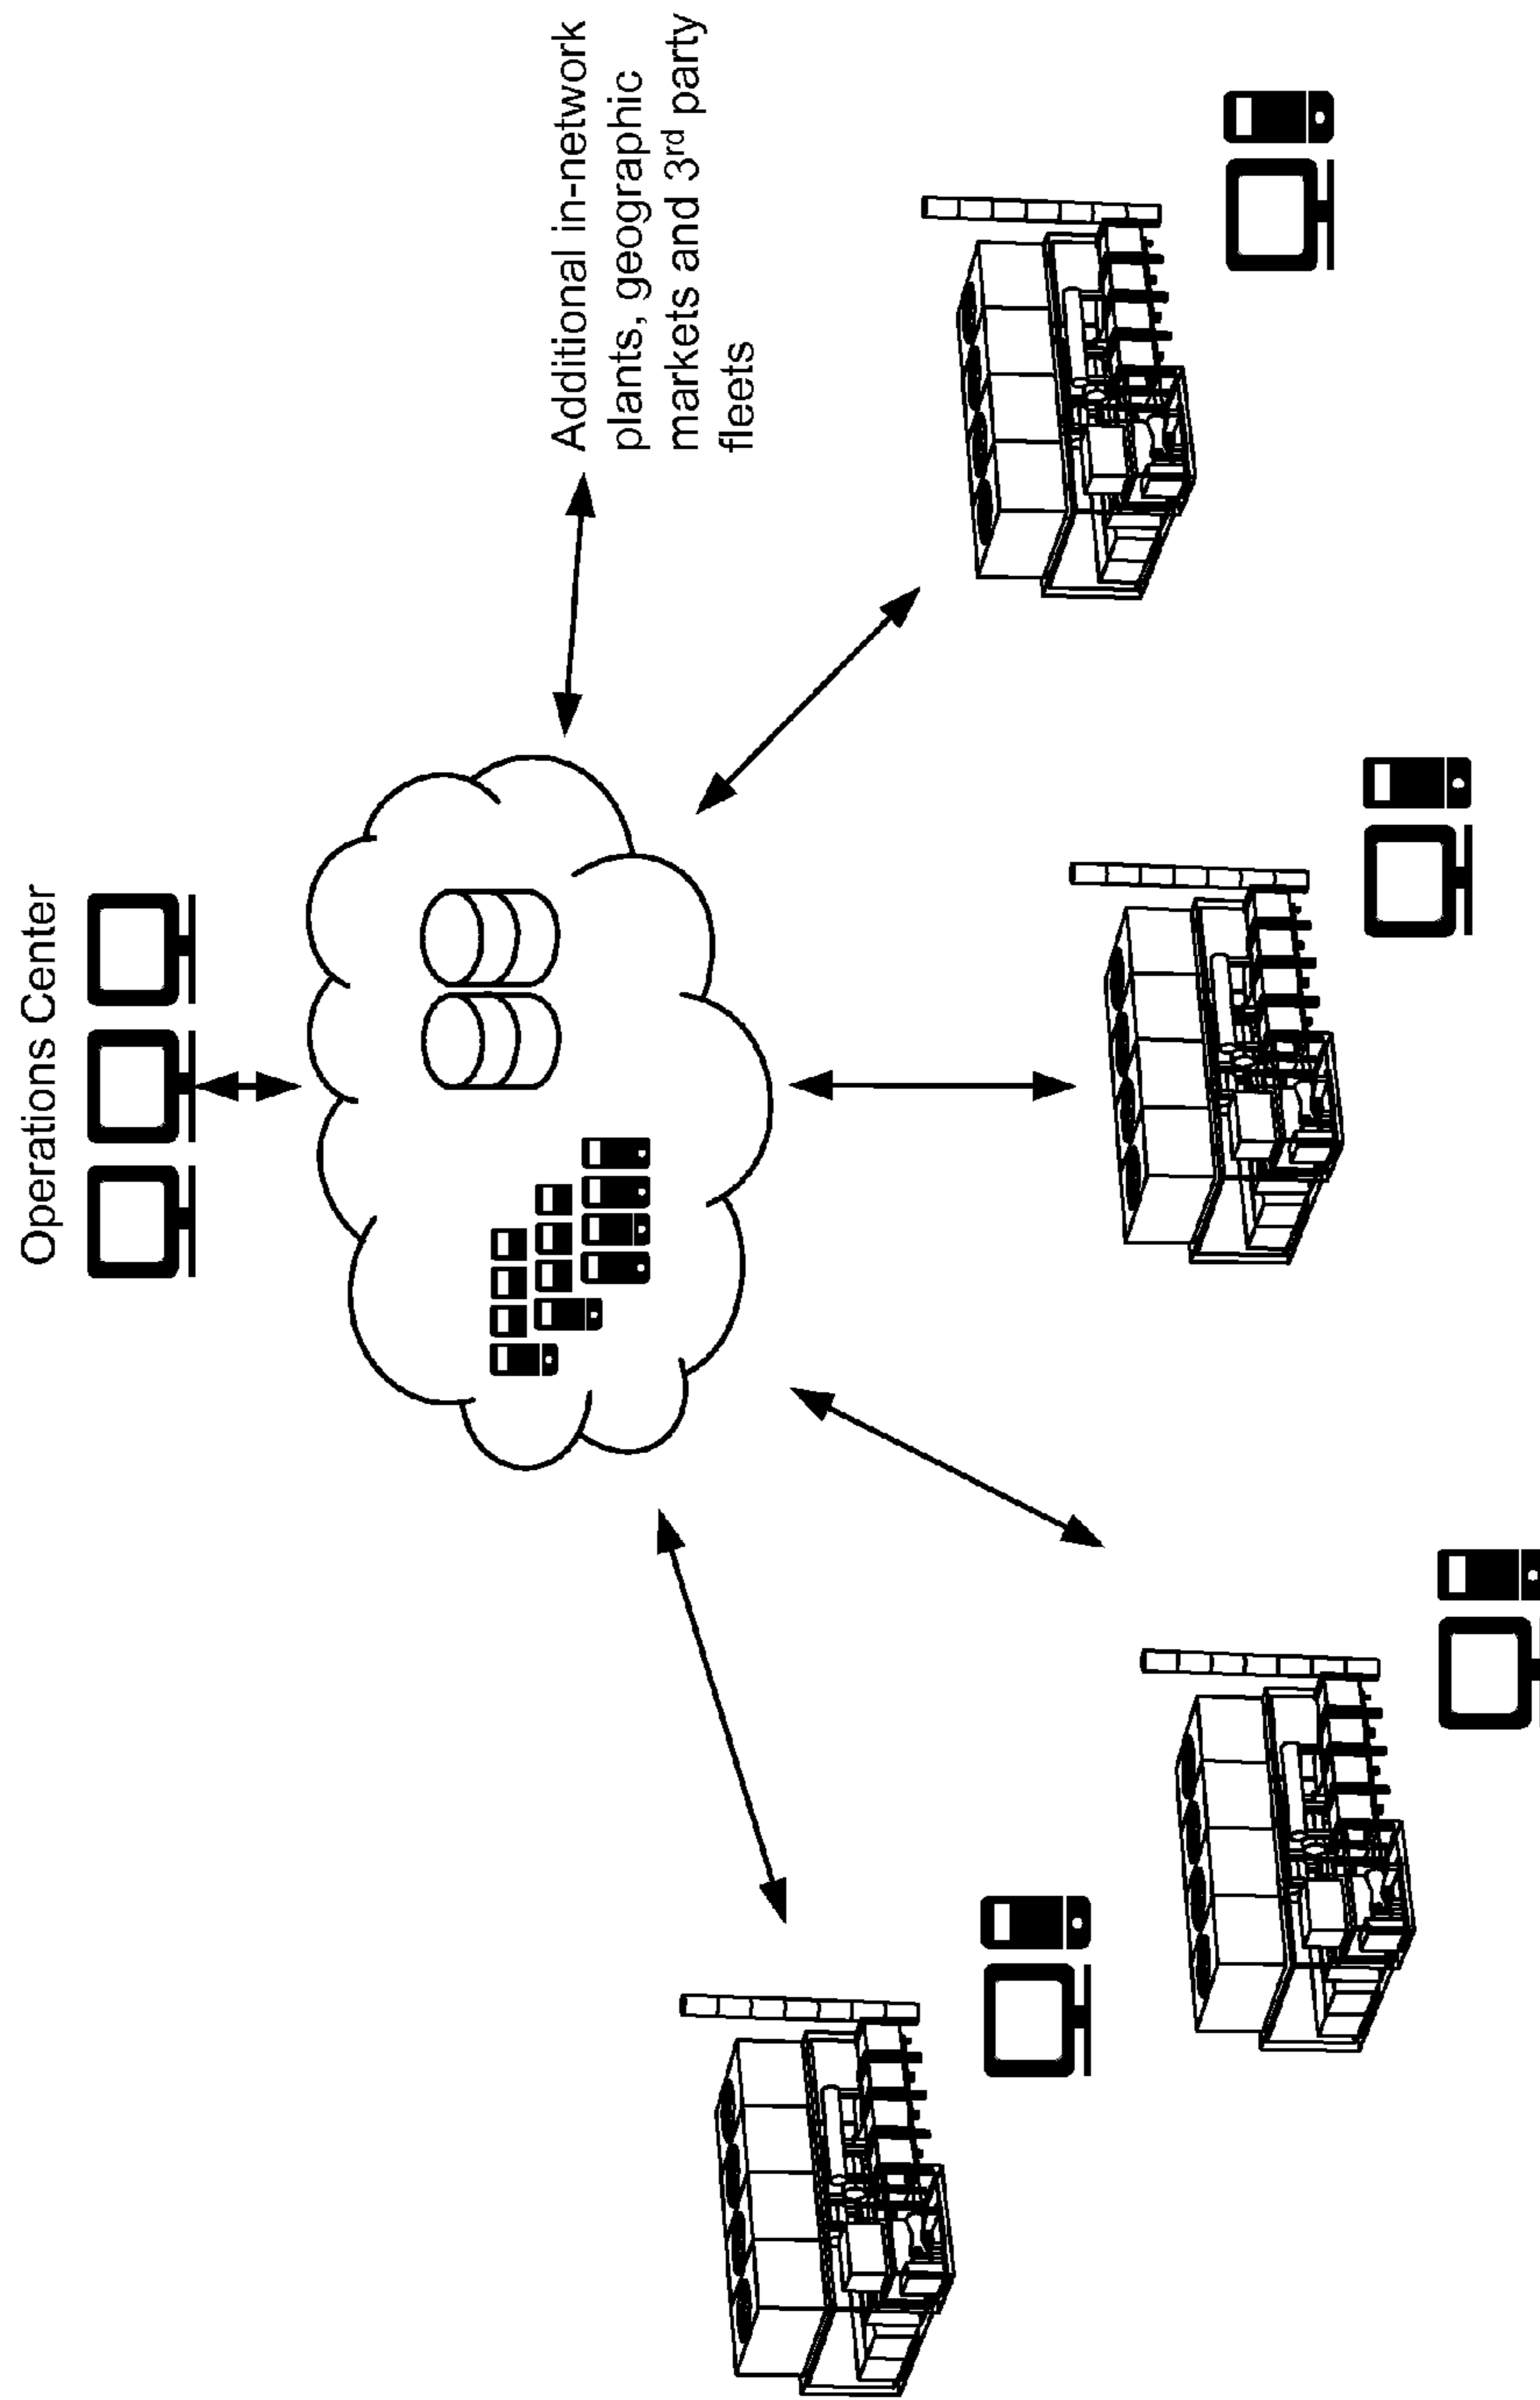 Operations Center
Additional in-network
plants, geographic
markets and 3rd party
fleets